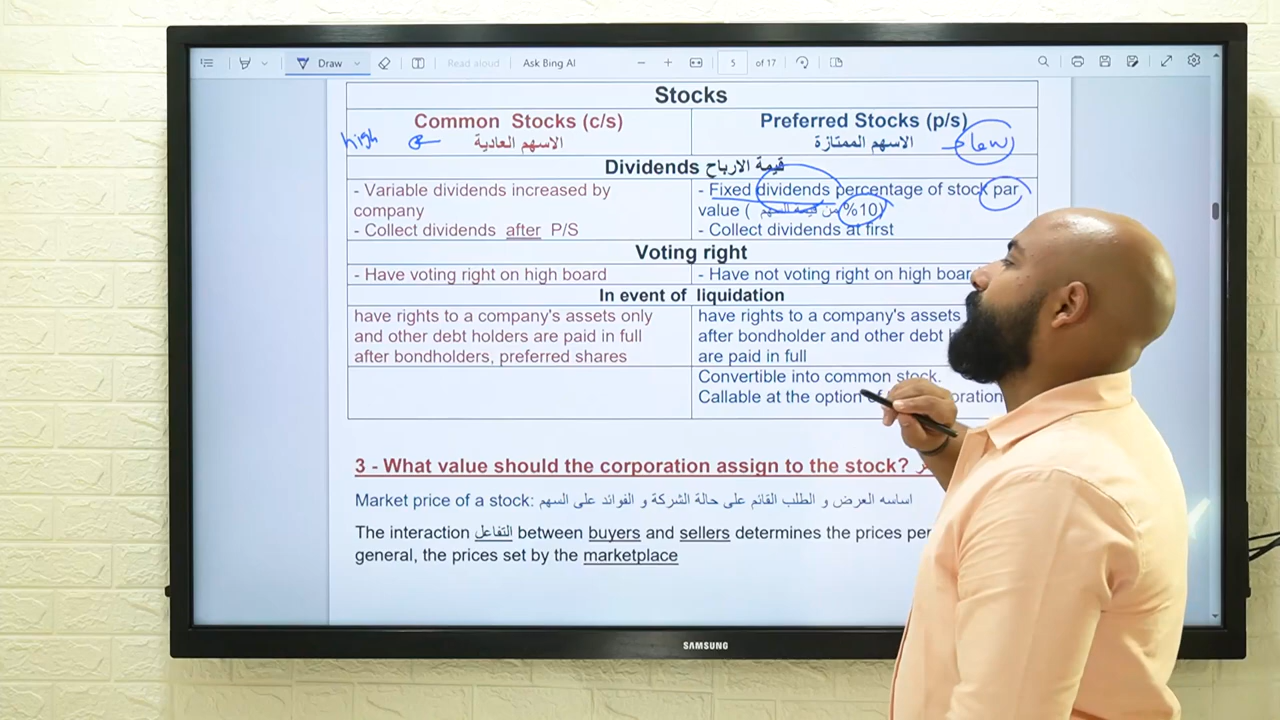 Draw
Read aloud
Ask Bing AI
5
of 17
Stocks
Common Stocks (c/s)
Preferred Stocks (p/s)
high
الاسهم العادية
الاسهم الممتازة
Dividends قيمة الارباح
- Variable dividends increased by
company
- Collect dividends after P/S
- Fixed dividends percentage of stock par
value ( من قيمة السهم %10)
- Collect dividends at first
Voting right
- Have voting right on high board
- Have not voting right on high boar
In event of liquidation
have rights to a company's assets only
and other debt holders are paid in full
after bondholders, preferred shares
have rights to a company's assets
after bondholder and other debt
are paid in full
Convertible into common stock.
Callable at the option oration
3 - What value should the corporation assign to the stock?
Market price of a stock: اساسه العرض و الطلب القائم على حالة الشركة و الفوائد على السهم
The interaction التفاعل between buyers and sellers determines the prices per
general, the prices set by the marketplace
SAMSUNG